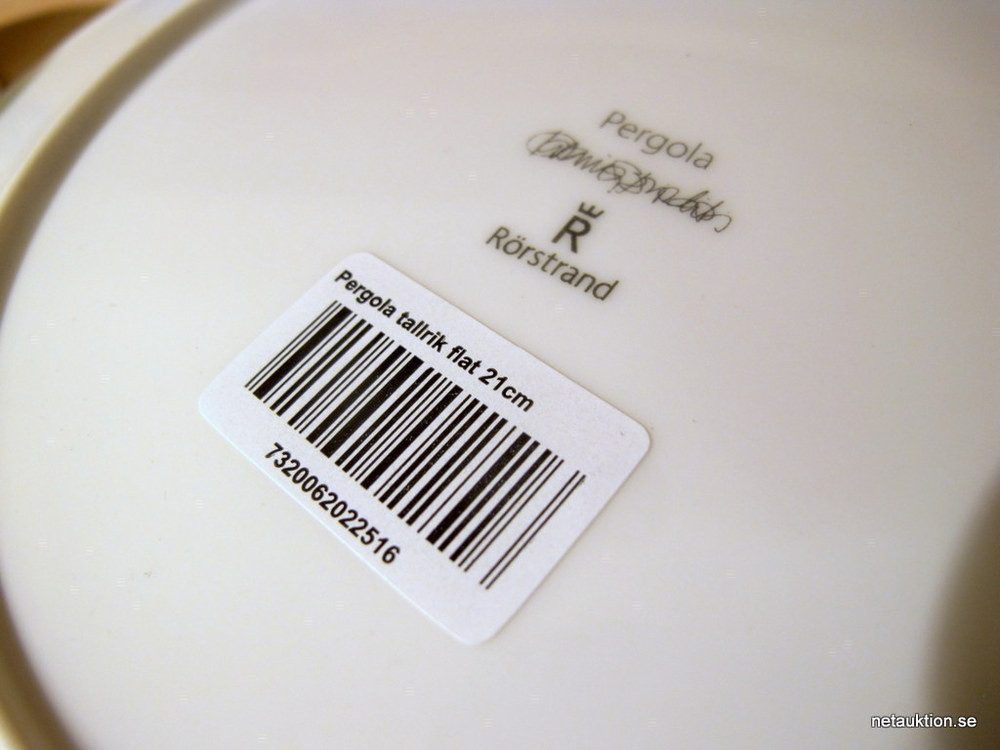 Pergola
R
Rörstrand
Pergola tallrik flat 21cm
7320062022516
netauktion.se